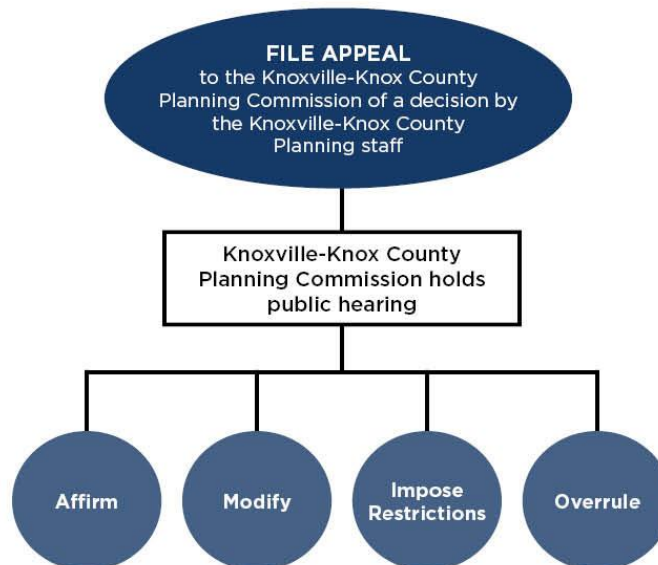 FILE APPEAL
to the Knoxville-Knox County
Planning Commission of a decision by
the Knoxville-Knox County
Planning staff
Knoxville-Knox County
Planning Commission holds
public hearing
Affirm
Modify
Impose
Restrictions
Overrule